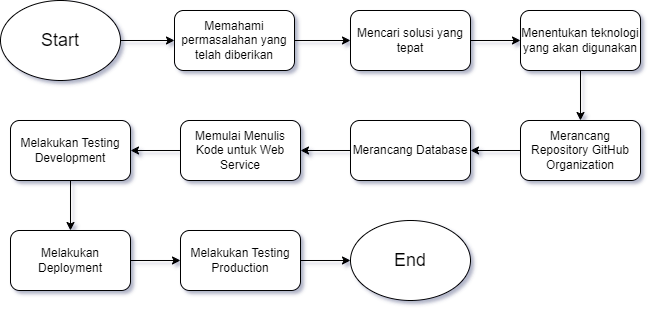 Start
Memahami
permasalahan yang
telah diberikan
Mencari solusi yang
tepat
Menentukan teknologi
yang akan digunakan
Merancang
Repository GitHub
Organization
Merancang Database
Memulai Menulis
Kode untuk Web
Service
Melakukan Testing
Development
Melakukan
Deployment
Melakukan Testing
Production
End